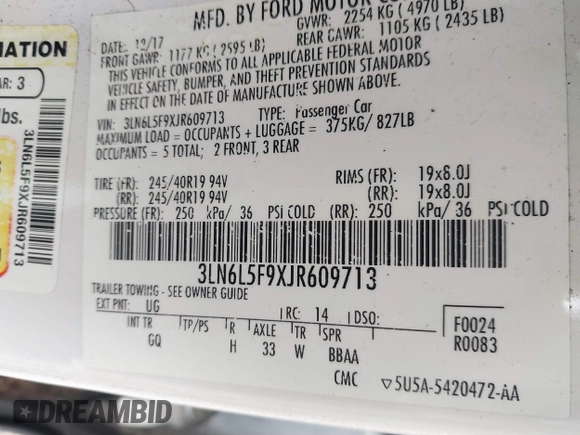 MFD. BY FORD MOTOR CO
DATE: 12/17
GVWR: 2254 KG ( 4970 LB)
FRONT GAWR: 1177 KG ( 2595 LB)
REAR GAWR: 1105 KG ( 2435 LB)
THIS VEHICLE CONFORMS TO ALL APPLICABLE FEDERAL MOTOR
VEHICLE SAFETY, BUMPER, AND THEFT PREVENTION STANDARDS
IN EFFECT ON THE DATE OF MANUFACTURE SHOWN ABOVE.
VIN: 3LN6L5F9XJR609713 TYPE: Passenger Car
MAXIMUM LOAD = OCCUPANTS + LUGGAGE = 375KG/ 827LB
OCCUPANTS = 5 TOTAL; 2 FRONT, 3 REAR
TIRE (FR): 245/40R19 94V RIMS (FR): 19x8.0J
(RR): 245/40R19 94V (RR): 19x8.0J
PRESSURE (FR): 250 kPa/ 36 PSI COLD (RR): 250 kPa/ 36 PSI COLD
3LN6L5F9XJR609713
TRAILER TOWING - SEE OWNER GUIDE
EXT PNT: UG RC: 14 DSO:
INT TR TP/PS R AXLE TR SPR
GQ H 33 W BBAA
F0024
R0083
CMC ▽5U5A-5420472-AA
MATION
AR: 3
lbs.
3LN6L5F9XJR609713
DREAMBID